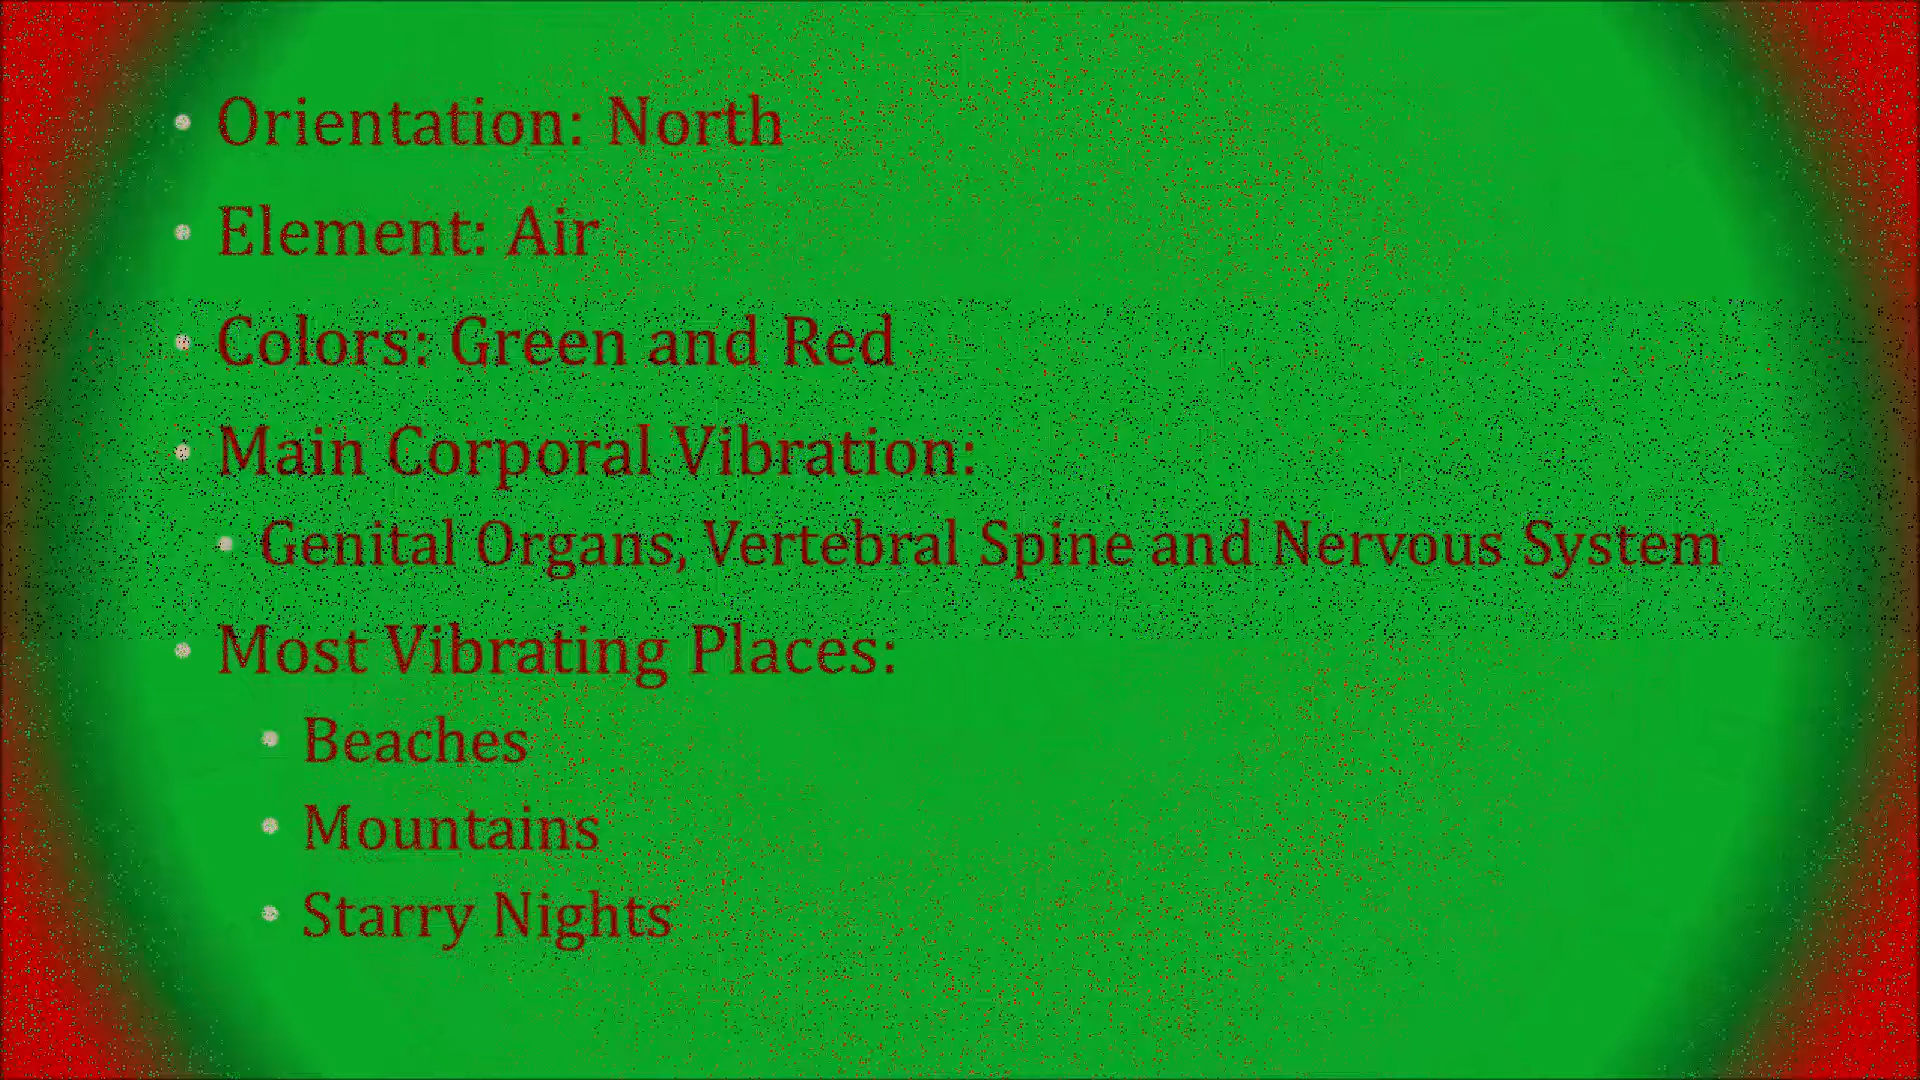 • Orientation: North
• Element: Air
• Colors: Green and Red
• Main Corporal Vibration:
• Genital Organs, Vertebral Spine and Nervous System
• Most Vibrating Places:
• Beaches
• Mountains
• Starry Nights